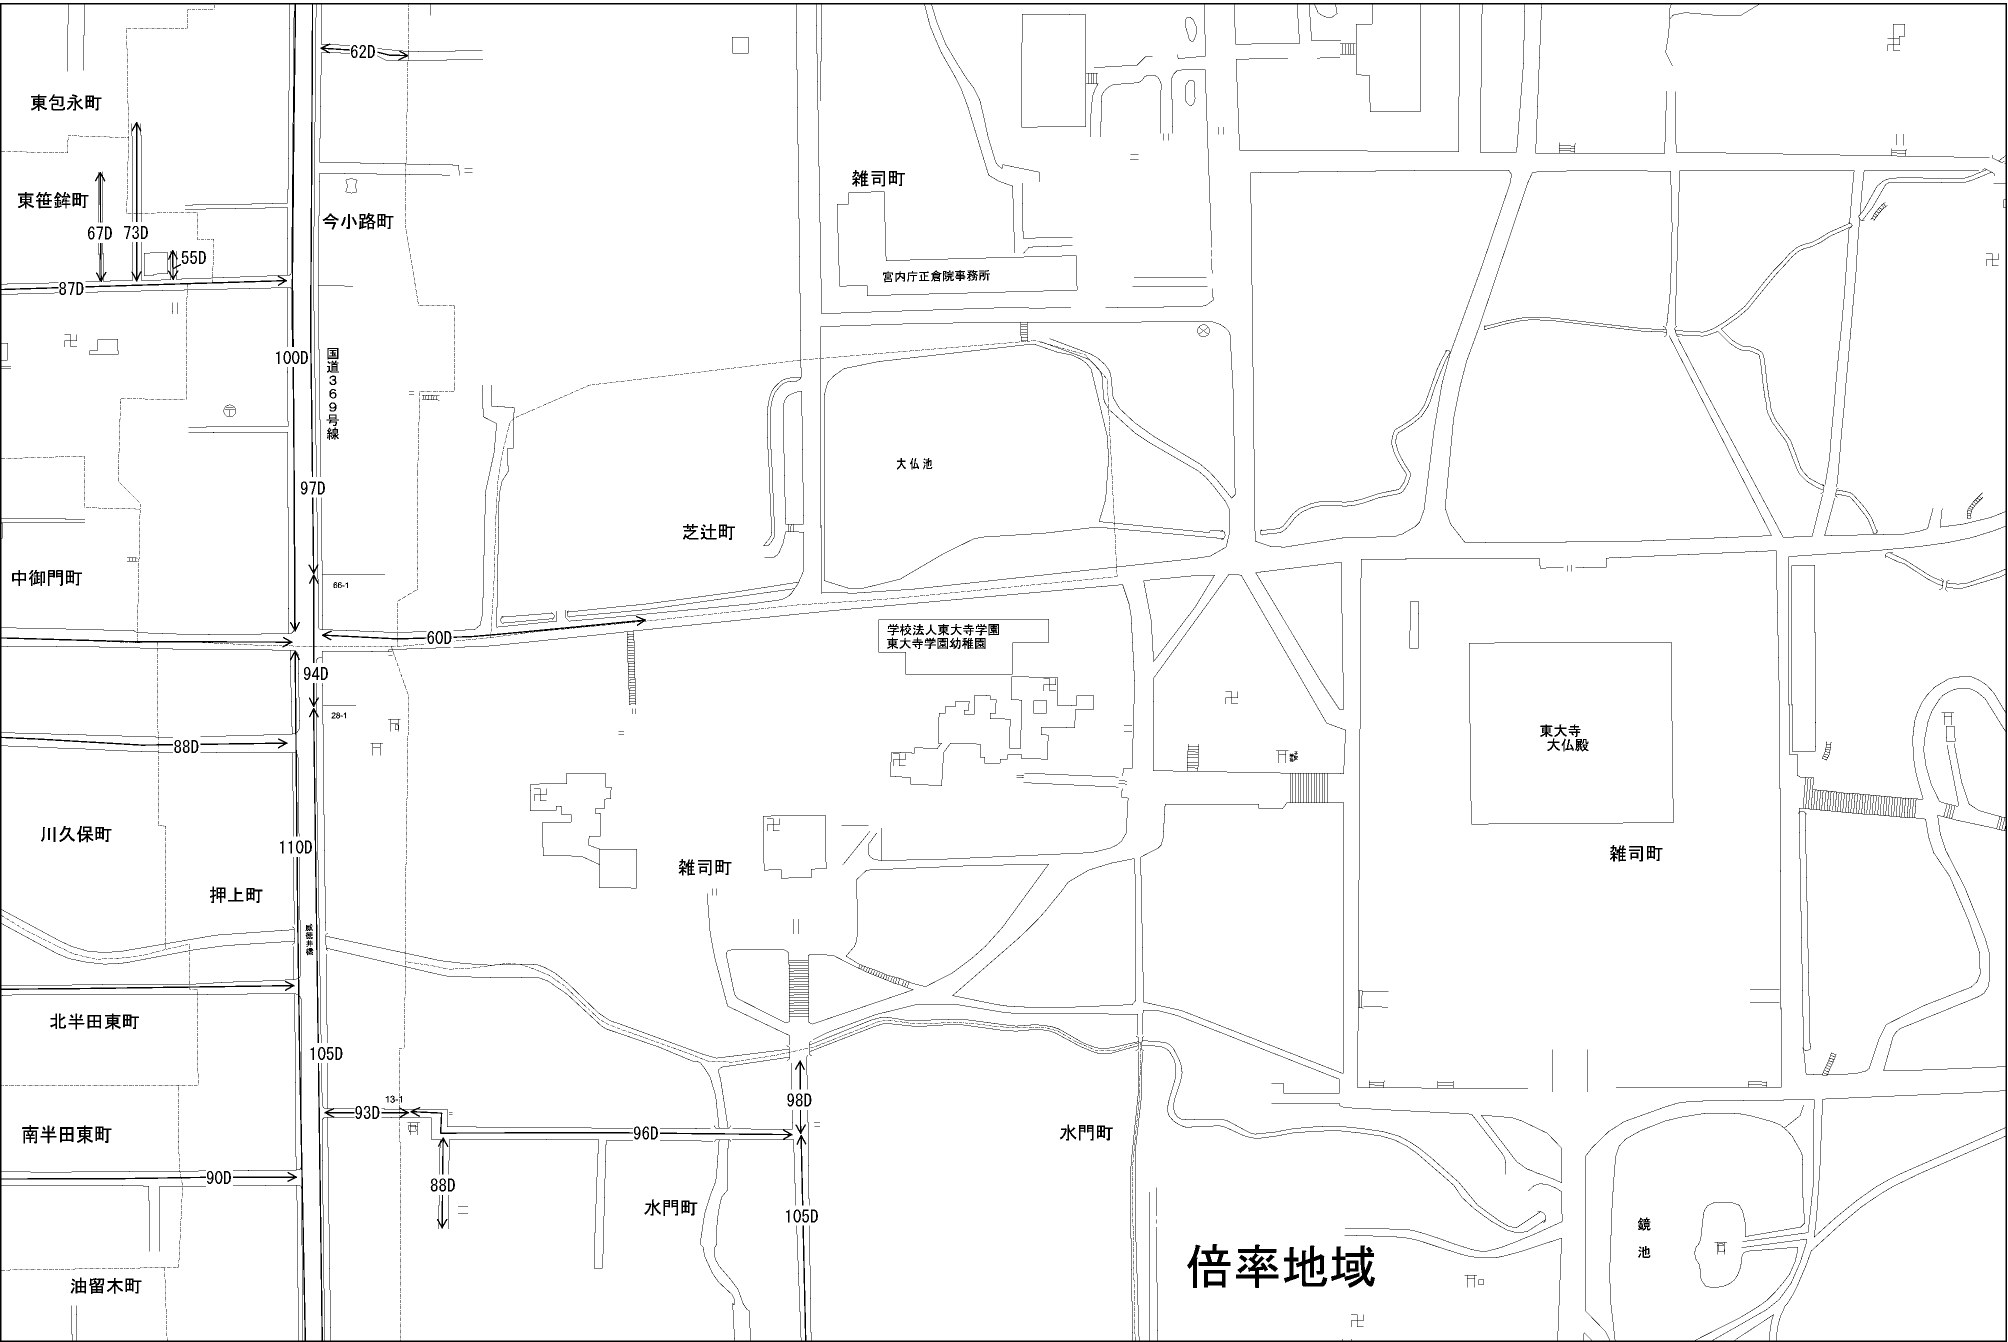 62D
東包永町
雑司町
東笹鉾町
今小路町
67D
73D
55D
宮内庁正倉院事務所
87D
100D
国道369号線
大仏池
97D
芝辻町
中御門町
66-1
学校法人東大寺学園
東大寺学園幼稚園
60D
94D
28-1
東大寺
大仏殿
88D
川久保町
110D
雑司町
雑司町
押上町
威徳井橋
北半田東町
105D
13-1
98D
93D
96D
水門町
南半田東町
90D
88D
水門町
105D
鏡池
倍率地域
油留木町